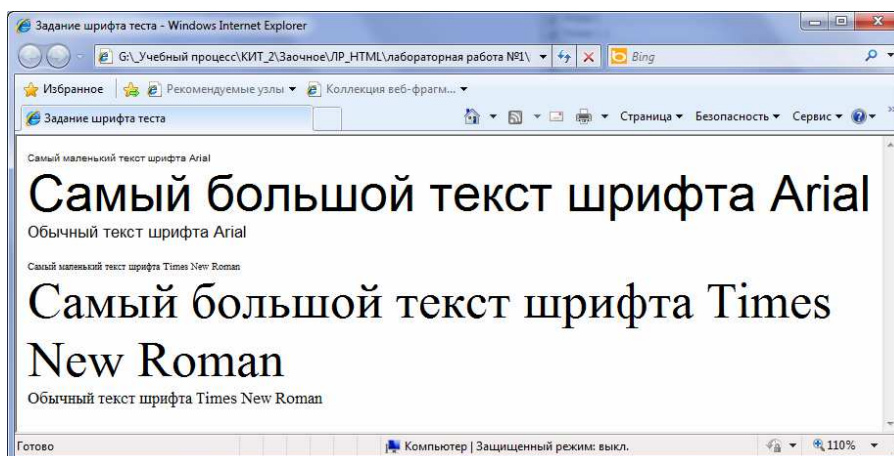 Задание шрифта теста - Windows Internet Explorer
G:\_Учебный процесс\КИТ_2\Заочное\ЛР_HTML\лабораторная работа №1\
Bing
Избранное Рекомендуемые узлы Коллекция веб-фрагм...
Задание шрифта теста Страница Безопасность Сервис
Самый маленький текст шрифта Arial
Самый большой текст шрифта Arial
Обычный текст шрифта Arial
Самый маленький текст шрифта Times New Roman
Самый большой текст шрифта Times
New Roman
Обычный текст шрифта Times New Roman
Готово Компьютер | Защищенный режим: выкл. 110%